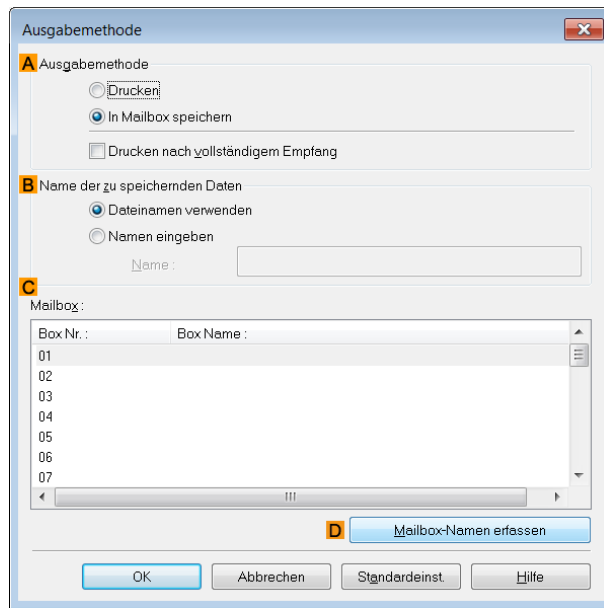 Ausgabemethode
A Ausgabemethode
Drucken
In Mailbox speichern
Drucken nach vollständigem Empfang
B Name der zu speichernden Daten
Dateinamen verwenden
Namen eingeben
Name :
C
Mailbox :
Box Nr. : Box Name :
01
02
03
04
05
06
07
D Mailbox-Namen erfassen
OK Abbrechen Standardeinst. Hilfe